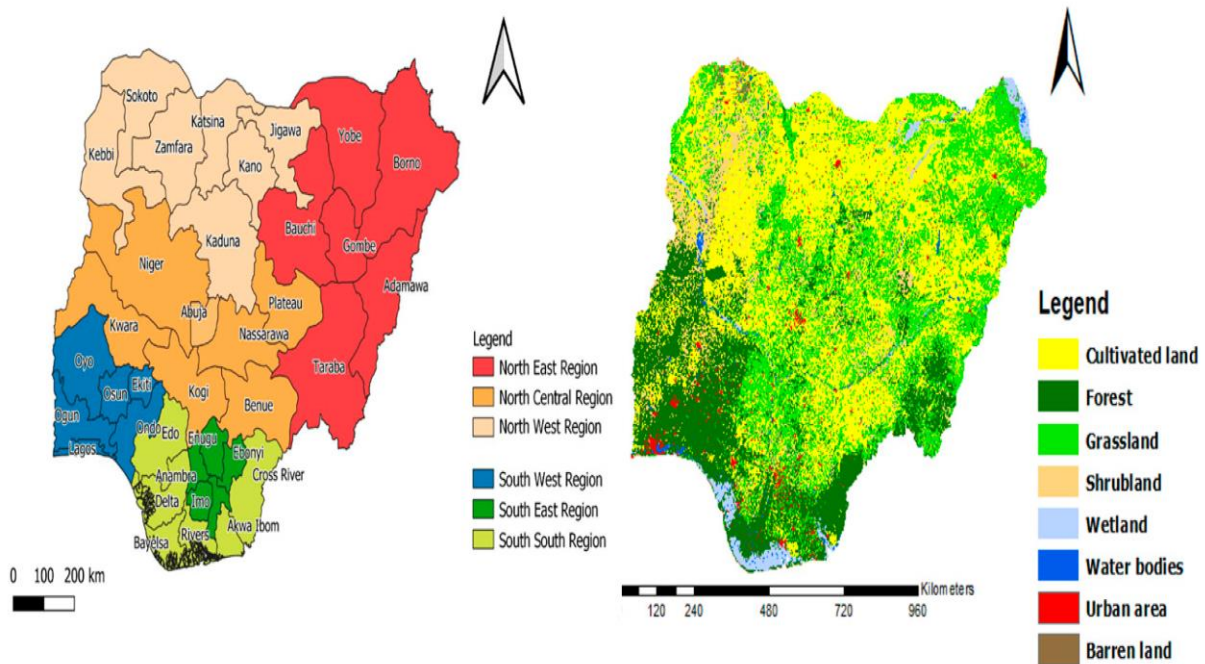 Sokoto
Katsina
Jigawa
Yobe
Kebbi
Zamfara
Kano
Borno
Bauchi
Kaduna
Gombe
Niger
Adamawa
Plateau
Abuja
Kwara
Nassarawa
Oyo
Taraba
Ekiti
Kogi
Osun
Benue
Ogun
Ondo
Edo
Enugu
Lagos
Ebonyi
Anambra
Cross River
Delta
Imo
Akwa Ibom
Bayelsa
Rivers
Legend
North East Region
North Central Region
North West Region
South West Region
South East Region
South South Region
0 100 200 km
Legend
Cultivated land
Forest
Grassland
Shrubland
Wetland
Water bodies
Urban area
Barren land
Kilometers
120 240 480 720 960